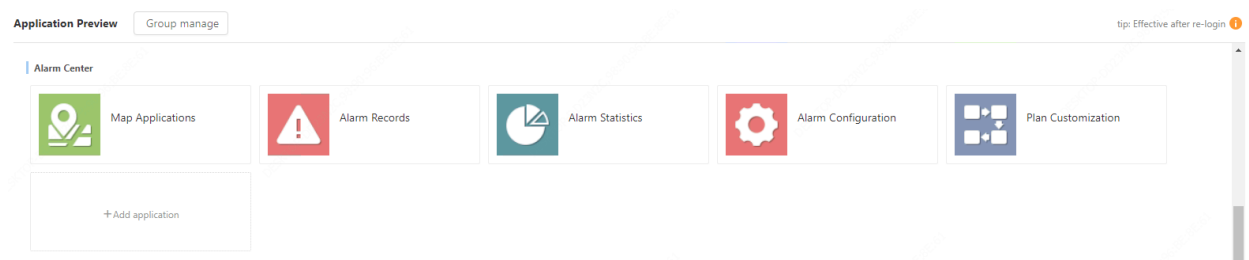 Application Preview Group manage tip: Effective after re-login
Alarm Center
Map Applications Alarm Records Alarm Statistics Alarm Configuration Plan Customization
+ Add application